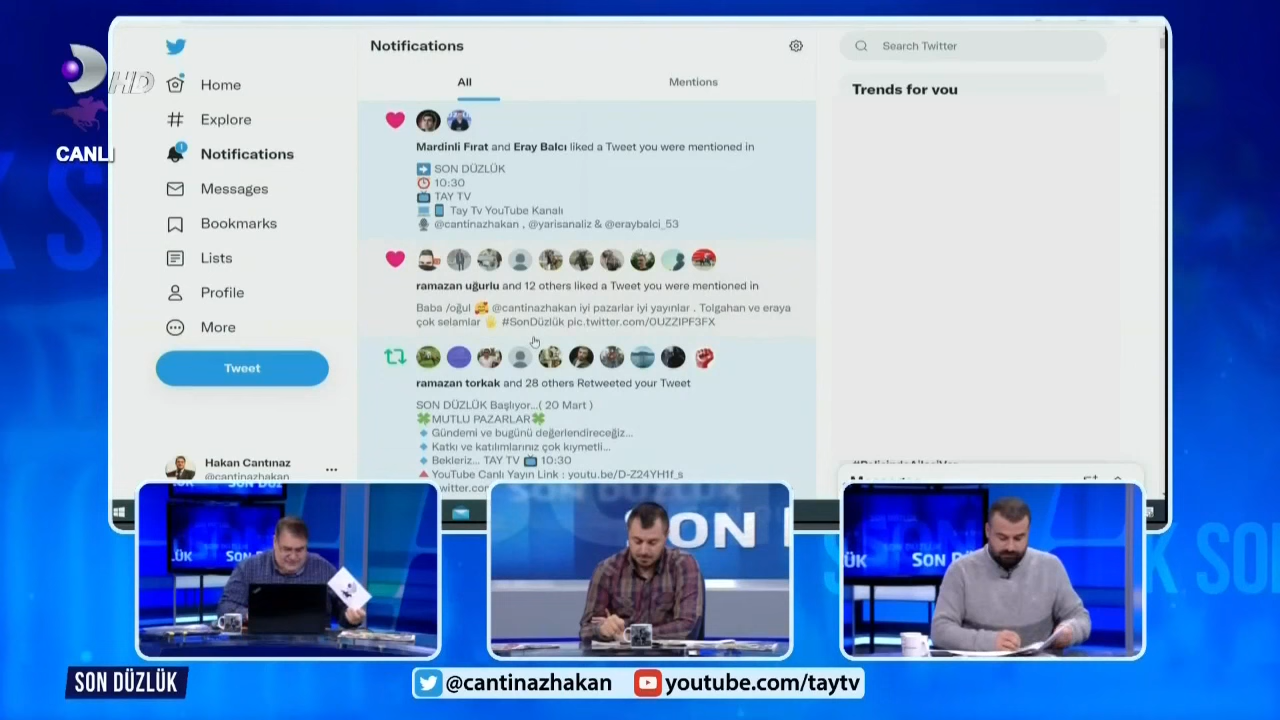 HD
CANLI
Home
Explore
Notifications
Messages
Bookmarks
Lists
Profile
More
Tweet
Hakan Cantınaz
@cantinazhakan
Notifications
All
Mentions
Mardinli Fırat and Eray Balcı liked a Tweet you were mentioned in
SON DÜZLÜK
10:30
TAY TV
Tay Tv YouTube Kanalı
@cantinazhakan , @yarisanaliz & @eraybalci_53
ramazan uğurlu and 12 others liked a Tweet you were mentioned in
Baba /oğul 🥰 @cantinazhakan iyi pazarlar iyi yayınlar . Tolgahan ve eraya
çok selamlar 🖐 #SonDüzlük pic.twitter.com/0UZZIPF3FX
ramazan torkak and 28 others Retweeted your Tweet
SON DÜZLÜK Başlıyor...( 20 Mart )
🍀MUTLU PAZARLAR🍀
🔹 Gündemi ve bugünü değerlendireceğiz...
🔹 Katkı ve katılımlarınız çok kıymetli...
🔹 Bekleriz... TAY TV 📺 10:30
🔺YouTube Canlı Yayın Link : youtu.be/D-Z24YH1f_s
Search Twitter
Trends for you
SON DÜZLÜK
@cantinazhakan
youtube.com/taytv